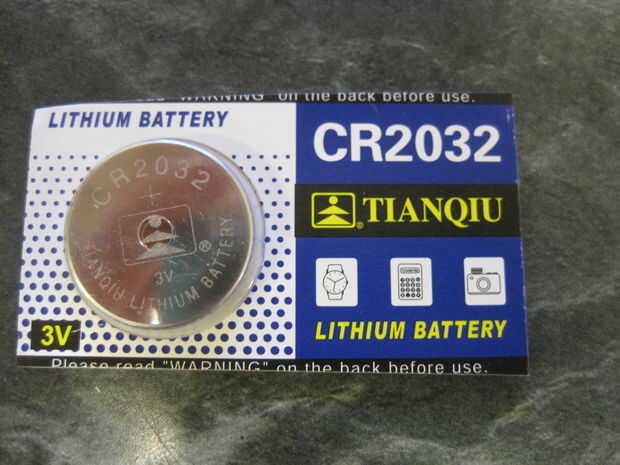 "WARNING" on the back before use.
LITHIUM BATTERY
CR2032
CR2032
+
®
3V
TIANQIU LITHIUM BATTERY
® TIANQIU
LITHIUM BATTERY
3V
Please read "WARNING" on the back before use.